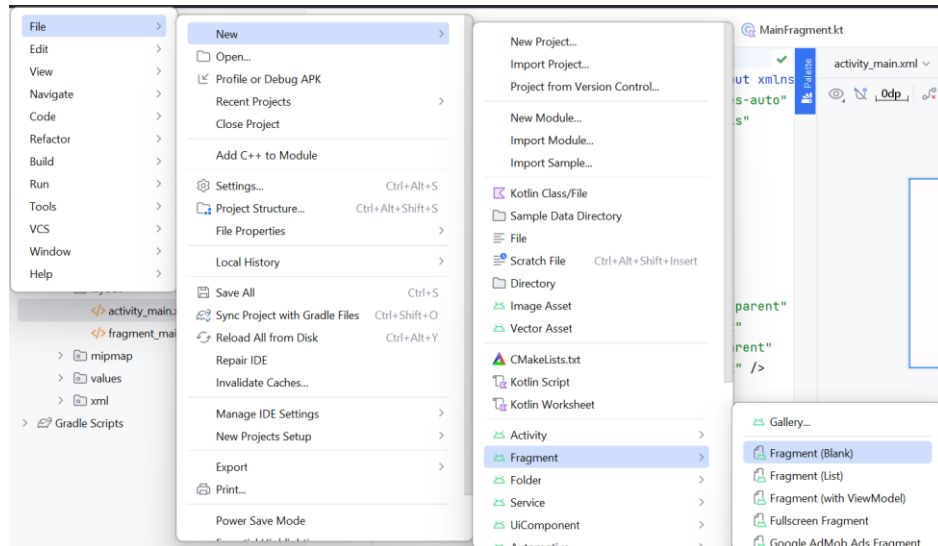 File
Edit
View
Navigate
Code
Refactor
Build
Run
Tools
VCS
Window
Help
activity_main.
fragment_mai
mipmap
values
xml
Gradle Scripts
New
Open...
Profile or Debug APK
Recent Projects
Close Project
Add C++ to Module
Settings... Ctrl+Alt+S
Project Structure... Ctrl+Alt+Shift+S
File Properties
Local History
Save All Ctrl+S
Sync Project with Gradle Files Ctrl+Shift+O
Reload All from Disk Ctrl+Alt+Y
Repair IDE
Invalidate Caches...
Manage IDE Settings
New Projects Setup
Export
Print...
Power Save Mode
New Project...
Import Project...
Project from Version Control...
New Module...
Import Module...
Import Sample...
Kotlin Class/File
Sample Data Directory
File
Scratch File Ctrl+Alt+Shift+Insert
Directory
Image Asset
Vector Asset
CMakeLists.txt
Kotlin Script
Kotlin Worksheet
Activity
Fragment
Folder
Service
UiComponent
Automotive
MainFragment.kt
ut xmlns
s-auto"
s"
parent"
"
rent"
" />
Palette
activity_main.xml
0dp
Gallery...
Fragment (Blank)
Fragment (List)
Fragment (with ViewModel)
Fullscreen Fragment
Google AdMob Ads Fragment